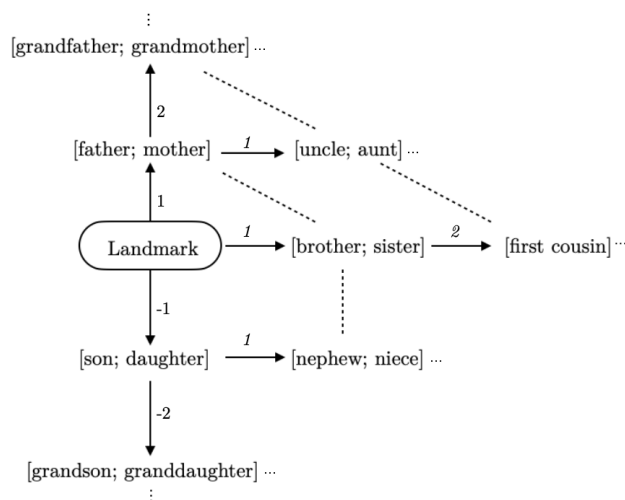 ⋮
[grandfather; grandmother] ...
2
[father; mother] 1 [uncle; aunt] ...
1
Landmark 1 [brother; sister] 2 [first cousin] ...
-1
[son; daughter] 1 [nephew; niece] ...
-2
[grandson; granddaughter] ...
⋮